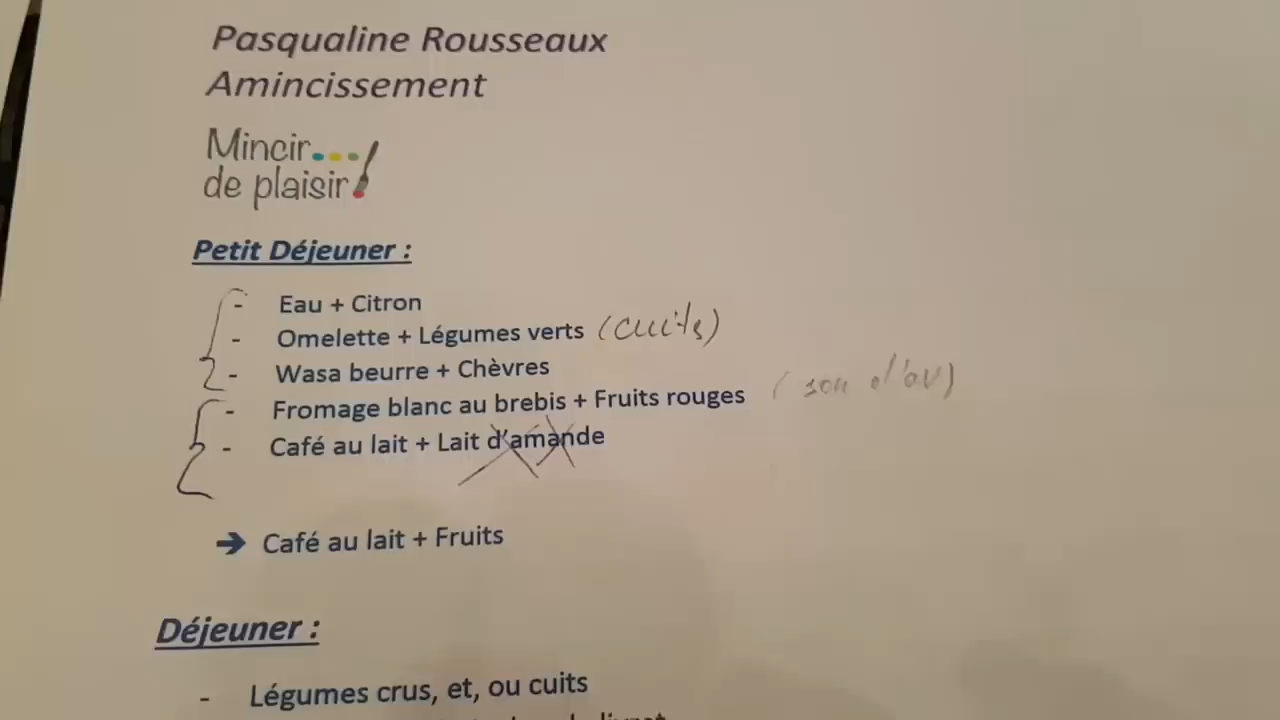 Pasqualine Rousseaux
Amincissement
Mincir...
de plaisir!
Petit Déjeuner :
- Eau + Citron
- Omelette + Légumes verts (cuits)
- Wasa beurre + Chèvres
- Fromage blanc au brebis + Fruits rouges (son d'av)
- Café au lait + Lait d'amande
→ Café au lait + Fruits
Déjeuner :
- Légumes crus, et, ou cuits